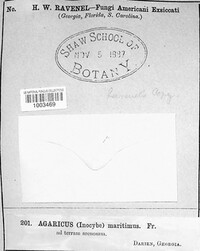 No. H. W. RAVENEL—Fungi Americani Exsiccati
(Georgia, Florida, S. Carolina.)
SHAW SCHOOL OF
NOV 5 1937
BOTANY
1003469
201. AGARICUS (Inocybe) maritimus. Fr.
ad terram arenosam.
DARIEN, GEORGIA.